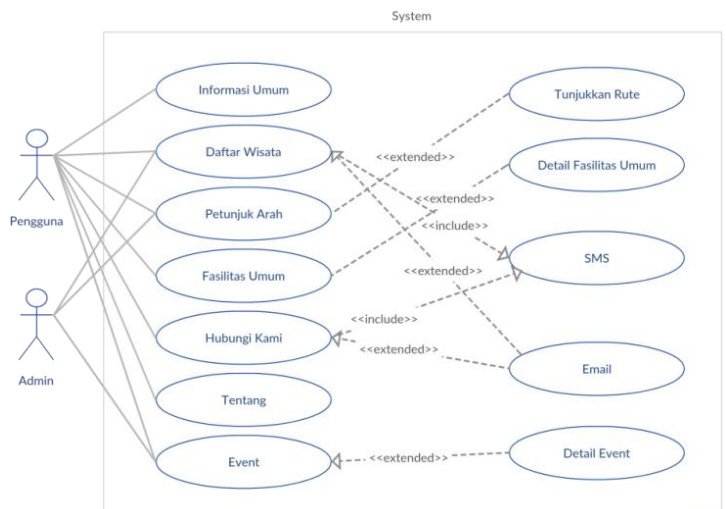 System
Informasi Umum
Tunjukkan Rute
Daftar Wisata
<<extended>>
Detail Fasilitas Umum
Pengguna
Petunjuk Arah
<<extended>>
<<include>>
Fasilitas Umum
<<extended>>
SMS
Admin
Hubungi Kami
<<include>>
<<extended>>
Email
Tentang
Event
<<extended>>
Detail Event